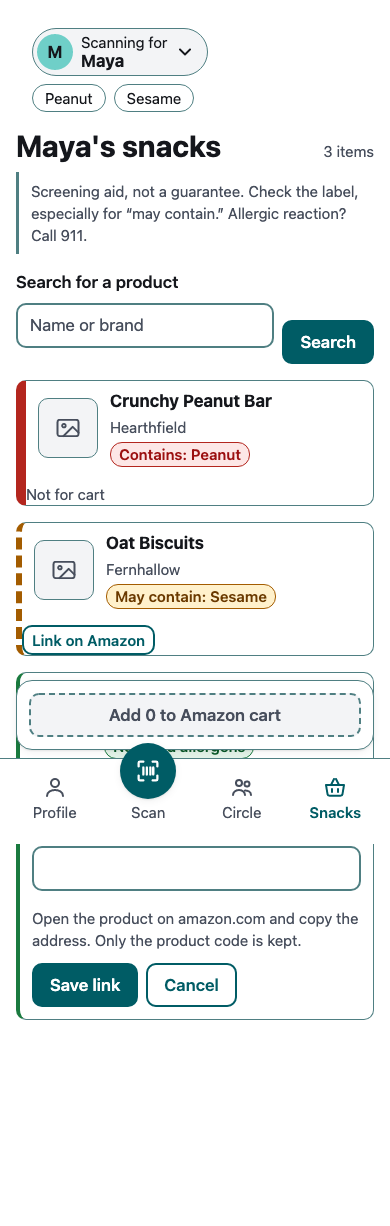 M
Scanning for
Maya
Peanut
Sesame
Maya's snacks
3 items
Screening aid, not a guarantee. Check the label,
especially for “may contain.” Allergic reaction?
Call 911.
Search for a product
Name or brand
Search
Crunchy Peanut Bar
Hearthfield
Contains: Peanut
Not for cart
Oat Biscuits
Fernhallow
May contain: Sesame
Link on Amazon
Add 0 to Amazon cart
Profile
Scan
Circle
Snacks
Open the product on amazon.com and copy the
address. Only the product code is kept.
Save link
Cancel